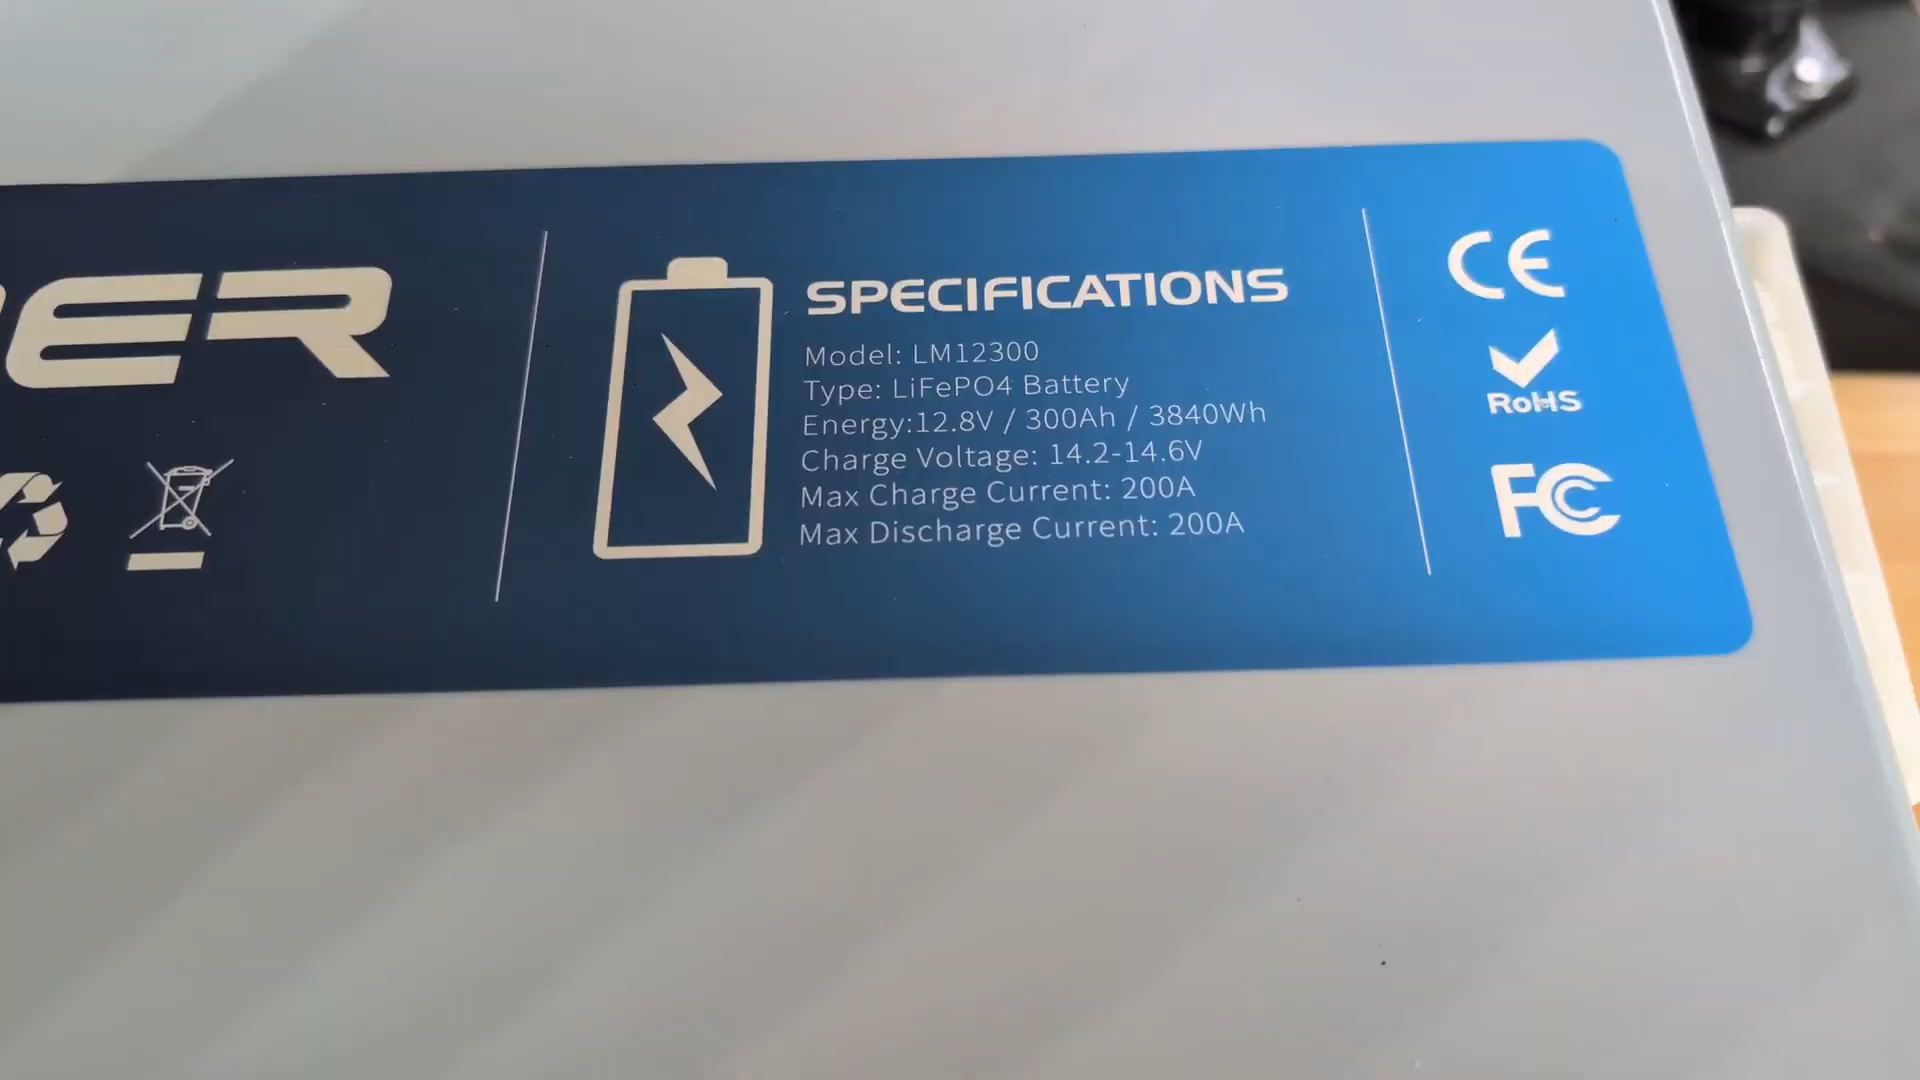 ER
SPECIFICATIONS
Model: LM12300
Type: LiFePO4 Battery
Energy:12.8V / 300Ah / 3840Wh
Charge Voltage: 14.2-14.6V
Max Charge Current: 200A
Max Discharge Current: 200A
CE
RoHS
FC